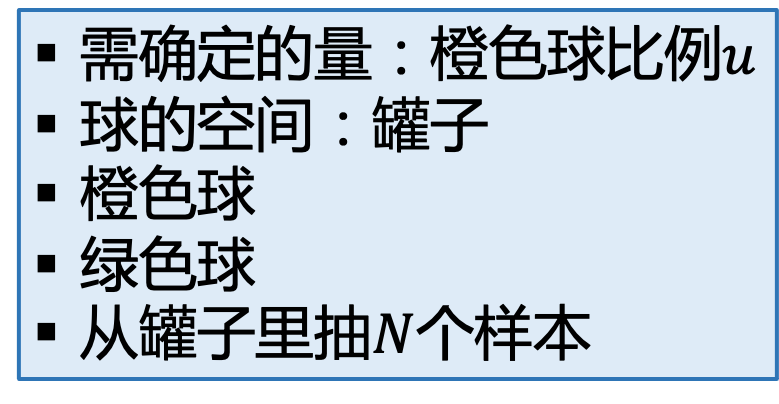 ▪ 需确定的量：橙色球比例u
▪ 球的空间：罐子
▪ 橙色球
▪ 绿色球
▪ 从罐子里抽N个样本